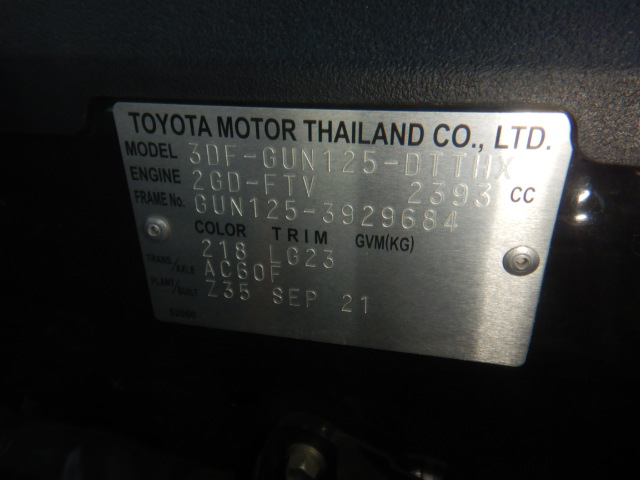 TOYOTA MOTOR THAILAND CO., LTD.
MODEL 3DF-GUN125-DTTHX
ENGINE 2GD-FTV 2393 CC
FRAME No. GUN125-3929684
COLOR TRIM GVM(KG)
218 LG23
TRANS/AXLE AC60F
PLANT/BUILT Z35 SEP 21